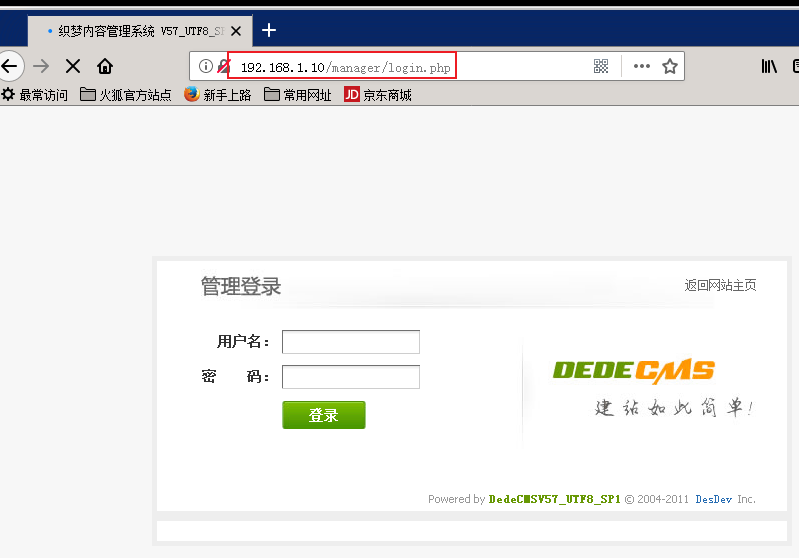 织梦内容管理系统 V57_UTF8_SP
192.168.1.10/manager/login.php
最常访问 火狐官方站点 新手上路 常用网址 JD 京东商城
管理登录 返回网站主页
用户名：
密 码：
登录
DEDECMS
建站如此简单!
Powered by DedeCMSV57_UTF8_SP1 © 2004-2011 DesDev Inc.